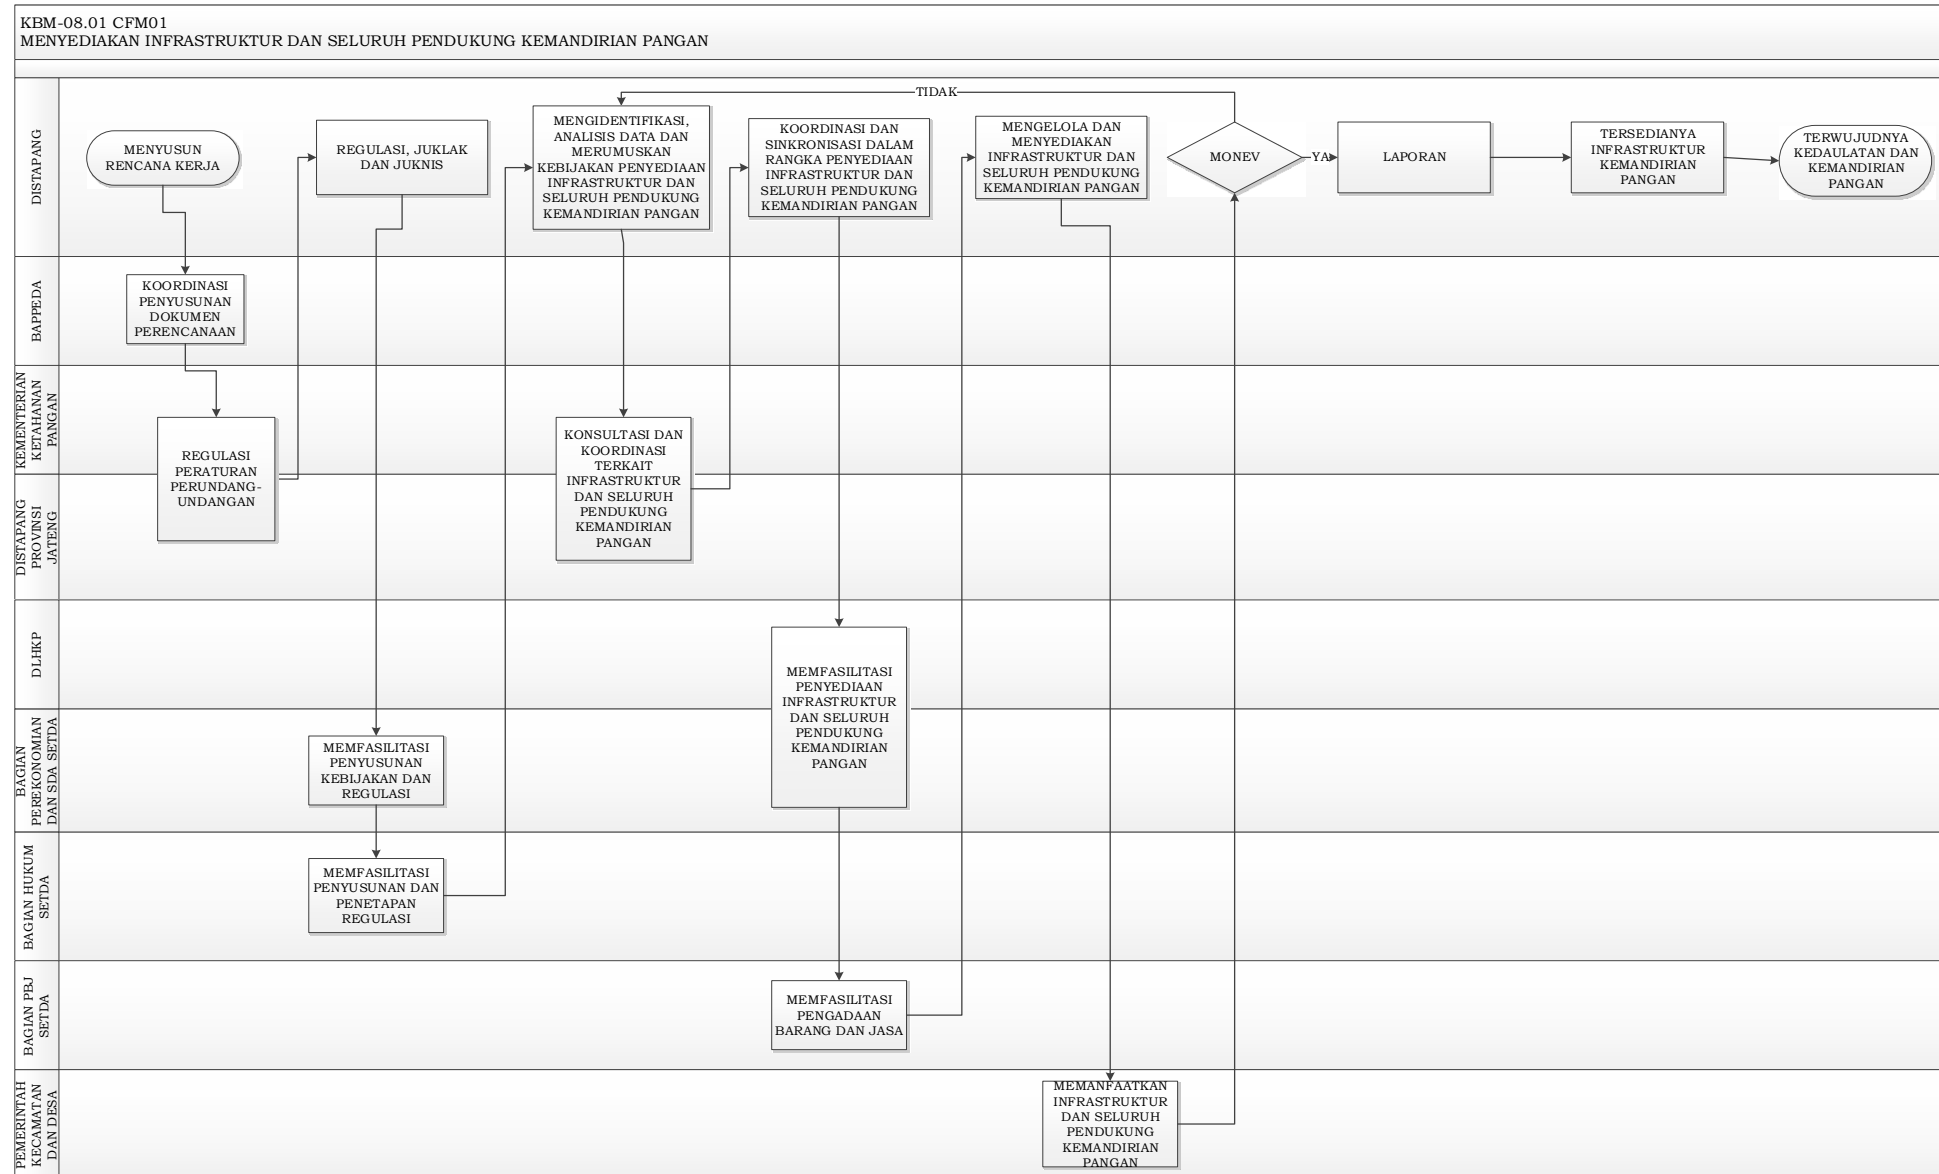 KBM-08.01 CFM01
MENYEDIAKAN INFRASTRUKTUR DAN SELURUH PENDUKUNG KEMANDIRIAN PANGAN
DISTAPANG
MENYUSUN
RENCANA KERJA
REGULASI, JUKLAK
DAN JUKNIS
MENGIDENTIFIKASI,
ANALISIS DATA DAN
MERUMUSKAN
KEBIJAKAN PENYEDIAAN
INFRASTRUKTUR DAN
SELURUH PENDUKUNG
KEMANDIRIAN PANGAN
KOORDINASI DAN
SINKRONISASI DALAM
RANGKA PENYEDIAAN
INFRASTRUKTUR DAN
SELURUH PENDUKUNG
KEMANDIRIAN PANGAN
TIDAK
MENGELOLA DAN
MENYEDIAKAN
INFRASTRUKTUR DAN
SELURUH PENDUKUNG
KEMANDIRIAN PANGAN
MONEV
YA
LAPORAN
TERSEDIANYA
INFRASTRUKTUR
KEMANDIRIAN
PANGAN
TERWUJUDNYA
KEDAULATAN DAN
KEMANDIRIAN
PANGAN
BAPPEDA
KOORDINASI
PENYUSUNAN
DOKUMEN
PERENCANAAN
KEMENTERIAN
KETAHANAN
PANGAN
REGULASI
PERATURAN
PERUNDANG-
UNDANGAN
KONSULTASI DAN
KOORDINASI
TERKAIT
INFRASTRUKTUR
DAN SELURUH
PENDUKUNG
KEMANDIRIAN
PANGAN
DISTAPANG
PROVINSI
JATENG
DLHKP
MEMFASILITASI
PENYEDIAAN
INFRASTRUKTUR
DAN SELURUH
PENDUKUNG
KEMANDIRIAN
PANGAN
BAGIAN
PEREKONOMIAN
DAN SDA SETDA
MEMFASILITASI
PENYUSUNAN
KEBIJAKAN DAN
REGULASI
BAGIAN HUKUM
SETDA
MEMFASILITASI
PENYUSUNAN DAN
PENETAPAN
REGULASI
BAGIAN PBJ
SETDA
MEMFASILITASI
PENGADAAN
BARANG DAN JASA
PEMERINTAH
KECAMATAN
DAN DESA
MEMANFAATKAN
INFRASTRUKTUR
DAN SELURUH
PENDUKUNG
KEMANDIRIAN
PANGAN